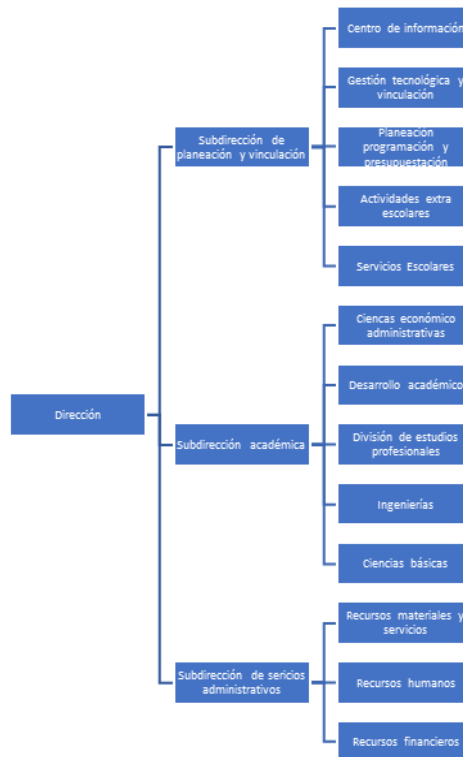 Centro de información
Gestión tecnológica y
vinculación
Subdirección de
planeación y vinculación
Planeación
programación y
presupuestación
Actividades extra
escolares
Servicios Escolares
Ciencas económico
administrativas
Desarrollo académico
Dirección
Subdirección académica
División de estudios
profesionales
Ingenierías
Ciencias básicas
Recursos materiales y
servicios
Subdirección de sericios
administrativos
Recursos humanos
Recursos financieros